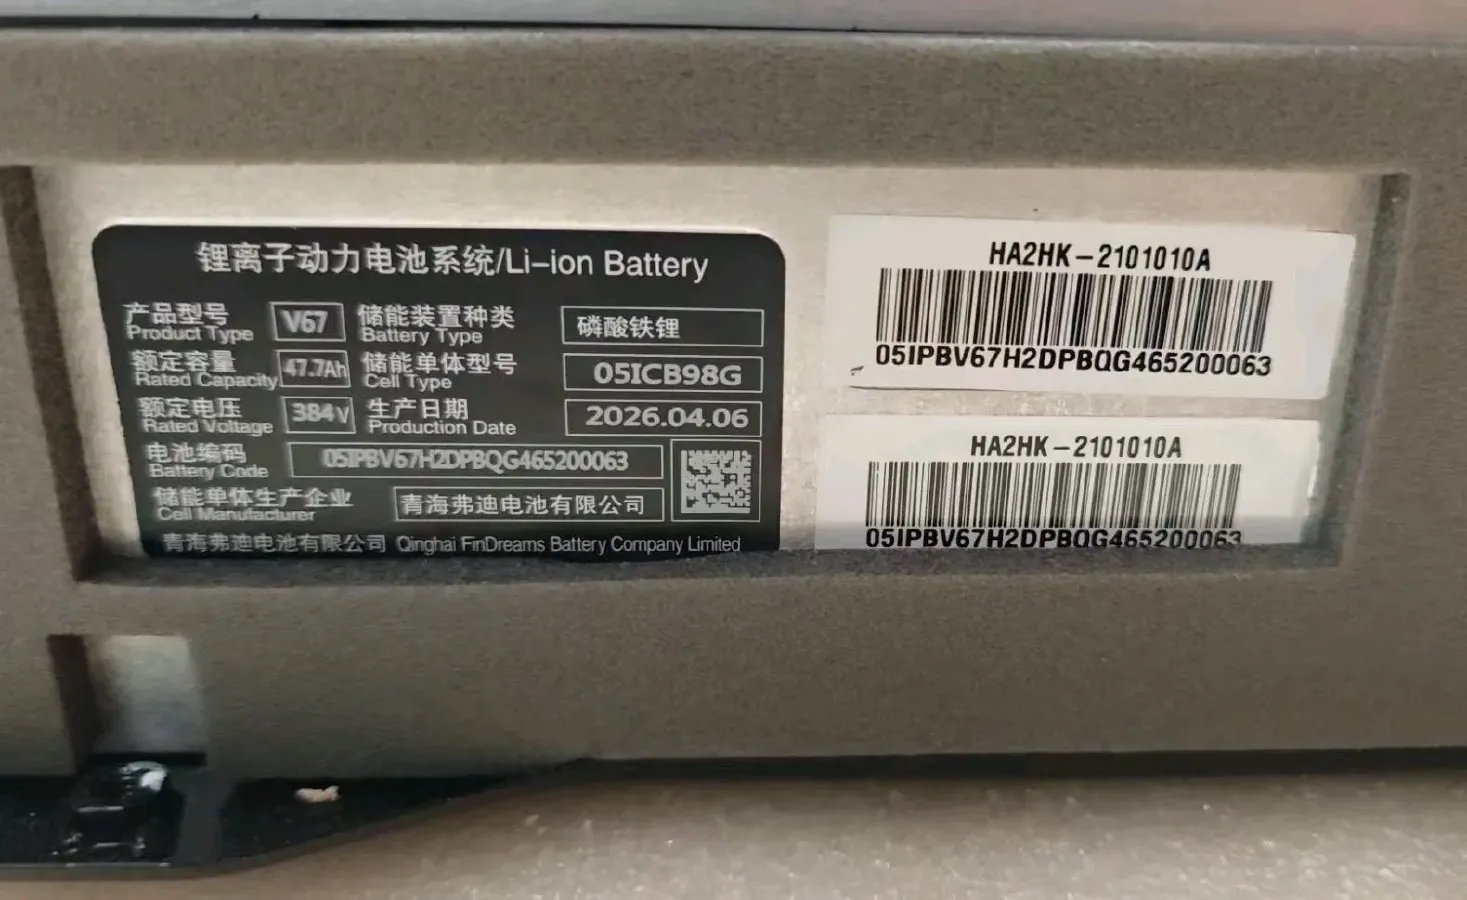 锂离子动力电池系统/Li-ion Battery
产品型号 V67 储能装置种类 磷酸铁锂
Product Type Battery Type
额定容量 47.7Ah 储能单体型号 05ICB98G
Rated Capacity Cell Type
额定电压 384V 生产日期 2026.04.06
Rated Voltage Production Date
电池编码 05IPBV67H2DPBQG465200063
Battery Code
储能单体生产企业 青海弗迪电池有限公司
Cell Manufacturer
青海弗迪电池有限公司 Qinghai FinDreams Battery Company Limited
HA2HK-2101010A
05IPBV67H2DPBQG465200063
HA2HK-2101010A
05IPBV67H2DPBQG465200063